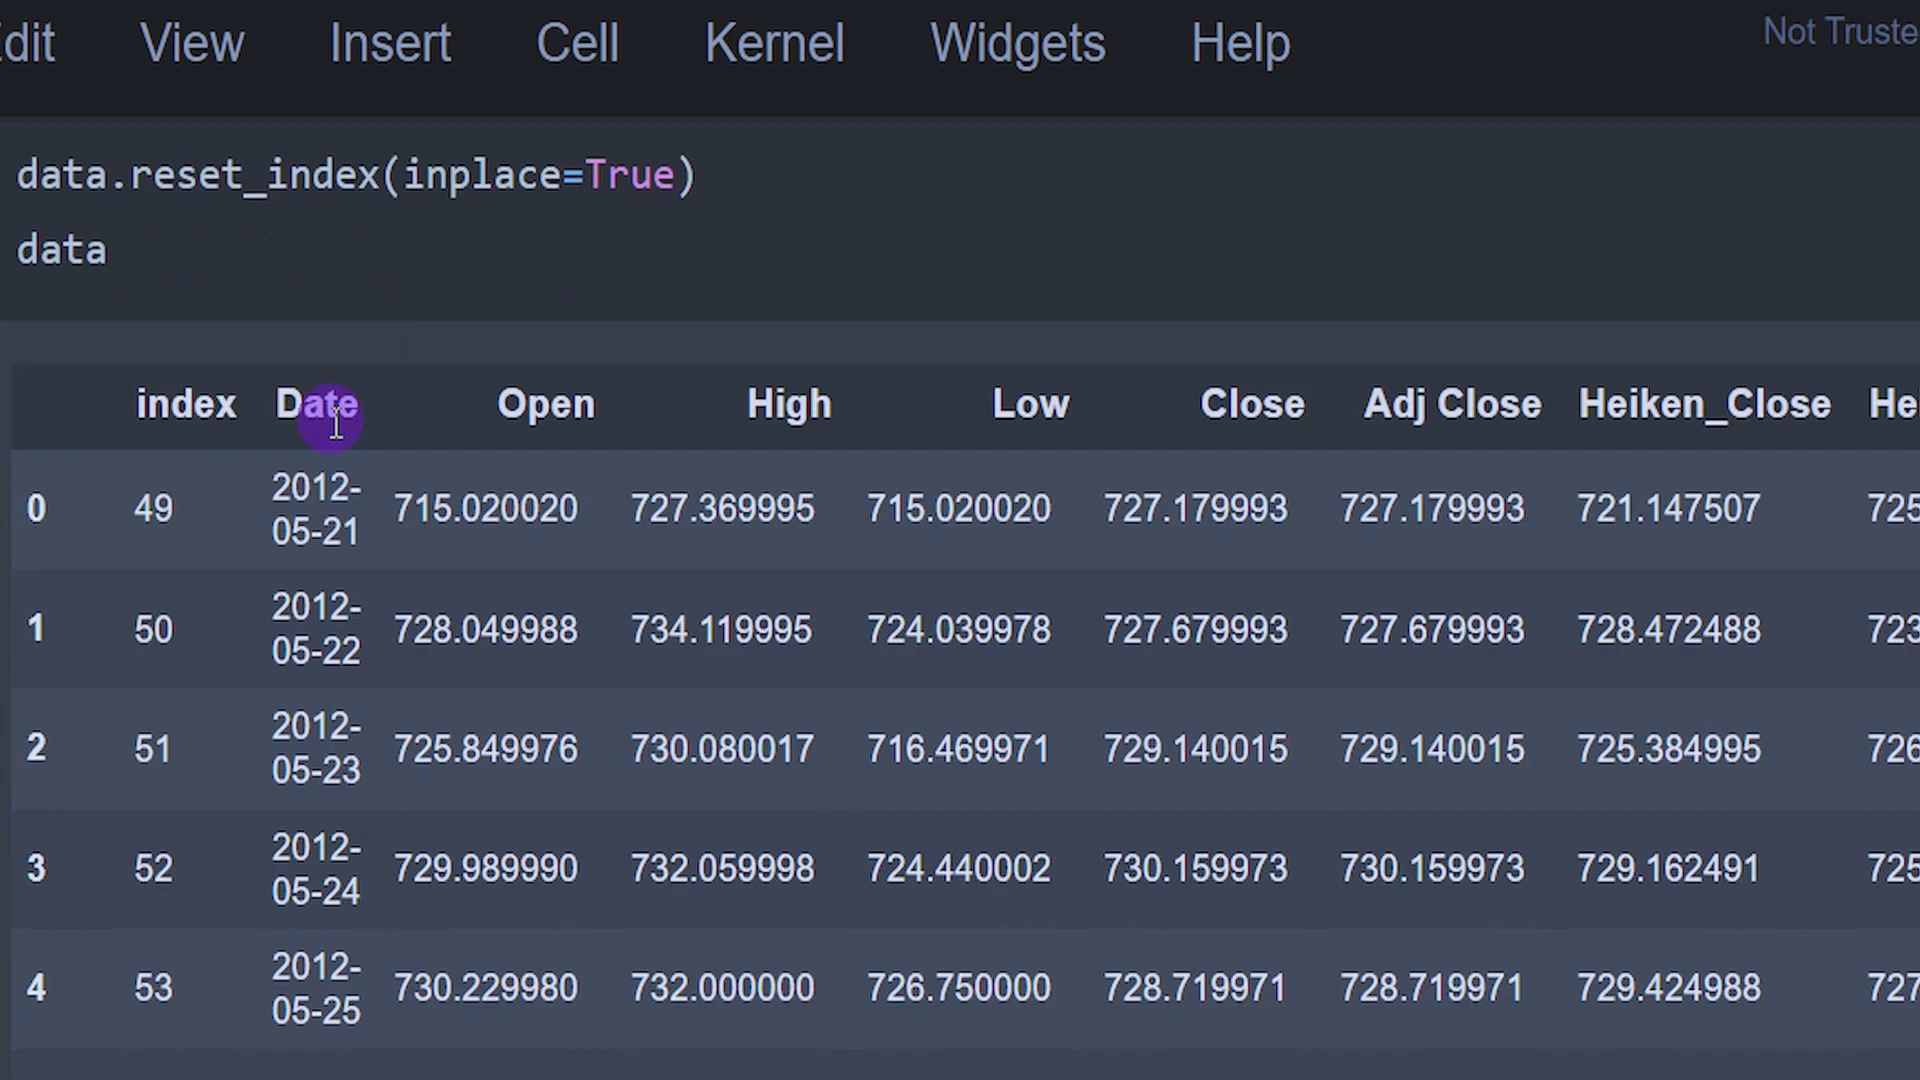 dit View Insert Cell Kernel Widgets Help Not Truste
data.reset_index(inplace=True)
data
index Date Open High Low Close Adj Close Heiken_Close He
0 49 2012-05-21 715.020020 727.369995 715.020020 727.179993 727.179993 721.147507 725
1 50 2012-05-22 728.049988 734.119995 724.039978 727.679993 727.679993 728.472488 723
2 51 2012-05-23 725.849976 730.080017 716.469971 729.140015 729.140015 725.384995 726
3 52 2012-05-24 729.989990 732.059998 724.440002 730.159973 730.159973 729.162491 725
4 53 2012-05-25 730.229980 732.000000 726.750000 728.719971 728.719971 729.424988 727